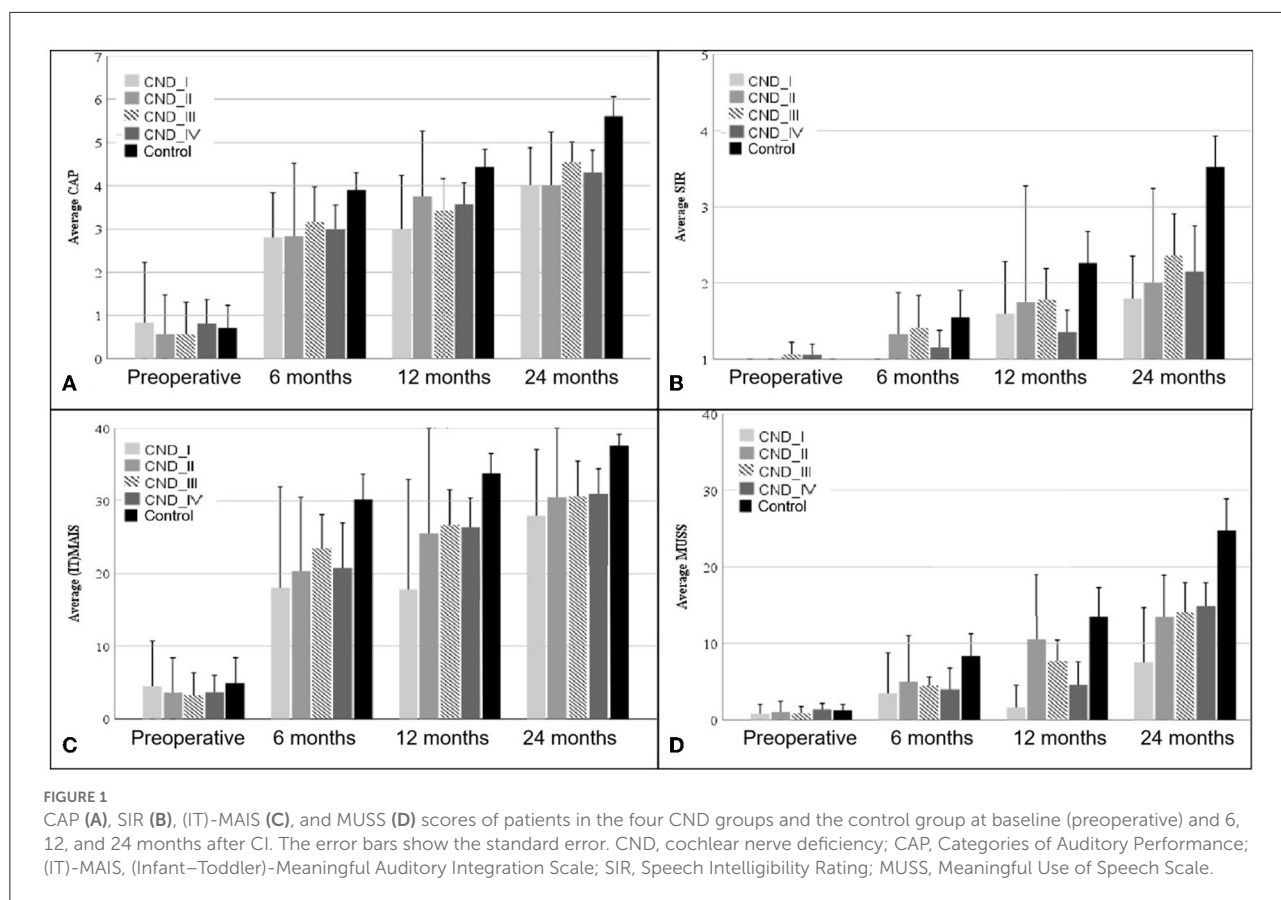 7
6
5
4
3
2
1
0
Average CAP
CND_I
CND_II
CND_III
CND_IV
Control
Preoperative 6 months 12 months 24 months
A
5
4
3
2
1
Average SIR
CND_I
CND_II
CND_III
CND_IV
Control
Preoperative 6 months 12 months 24 months
B
40
30
20
10
0
Average (IT)MAIS
CND_I
CND_II
CND_III
CND_IV
Control
Preoperative 6 months 12 months 24 months
C
40
30
20
10
0
Average MUSS
CND_I
CND_II
CND_III
CND_IV
Control
Preoperative 6 months 12 months 24 months
D
FIGURE 1
CAP (A), SIR (B), (IT)-MAIS (C), and MUSS (D) scores of patients in the four CND groups and the control group at baseline (preoperative) and 6,
12, and 24 months after CI. The error bars show the standard error. CND, cochlear nerve deficiency; CAP, Categories of Auditory Performance;
(IT)-MAIS, (Infant–Toddler)-Meaningful Auditory Integration Scale; SIR, Speech Intelligibility Rating; MUSS, Meaningful Use of Speech Scale.